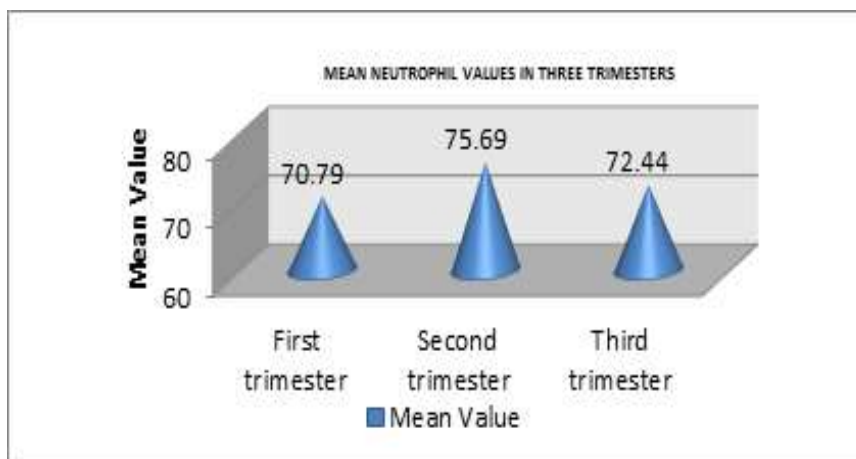 MEAN NEUTROPHIL VALUES IN THREE TRIMESTERS
Mean Value
80
70
60
70.79
75.69
72.44
First
trimester
Second
trimester
Third
trimester
Mean Value